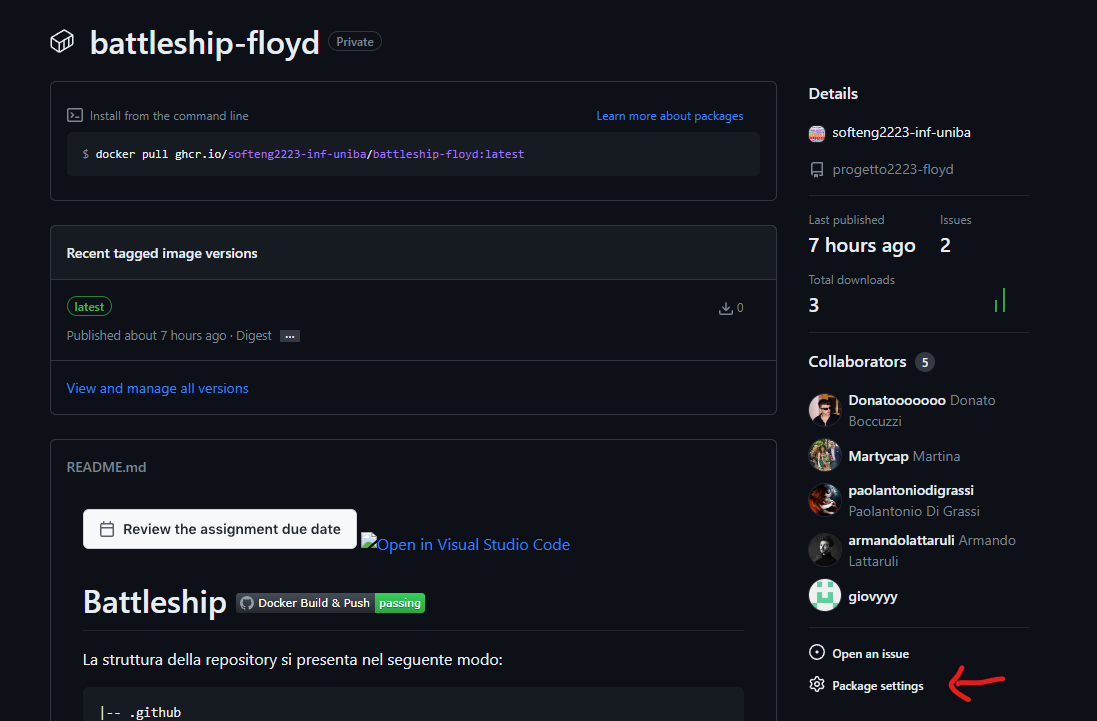 battleship-floyd Private
Install from the command line
Learn more about packages
$ docker pull ghcr.io/softeng2223-inf-uniba/battleship-floyd:latest
Recent tagged image versions
latest
0
Published about 7 hours ago · Digest ...
View and manage all versions
README.md
Review the assignment due date
Open in Visual Studio Code
Battleship
Docker Build & Push passing
La struttura della repository si presenta nel seguente modo:
|-- .github
Details
softeng2223-inf-uniba
progetto2223-floyd
Last published
7 hours ago
Issues
2
Total downloads
3
Collaborators 5
Donatooooooo Donato
Boccuzzi
Martycap Martina
paolantoniodigrassi
Paolantonio Di Grassi
armandolattaruli Armando
Lattaruli
giovyyy
Open an issue
Package settings